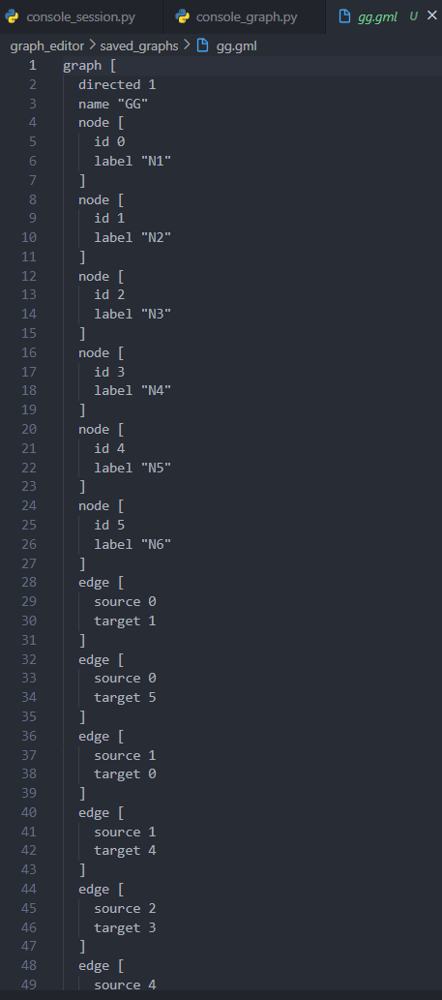 console_session.py console_graph.py gg.gml U ×
graph_editor > saved_graphs > gg.gml
1 graph [
2   directed 1
3   name "GG"
4   node [
5     id 0
6     label "N1"
7   ]
8   node [
9     id 1
10     label "N2"
11   ]
12   node [
13     id 2
14     label "N3"
15   ]
16   node [
17     id 3
18     label "N4"
19   ]
20   node [
21     id 4
22     label "N5"
23   ]
24   node [
25     id 5
26     label "N6"
27   ]
28   edge [
29     source 0
30     target 1
31   ]
32   edge [
33     source 0
34     target 5
35   ]
36   edge [
37     source 1
38     target 0
39   ]
40   edge [
41     source 1
42     target 4
43   ]
44   edge [
45     source 2
46     target 3
47   ]
48   edge [
49     source 4